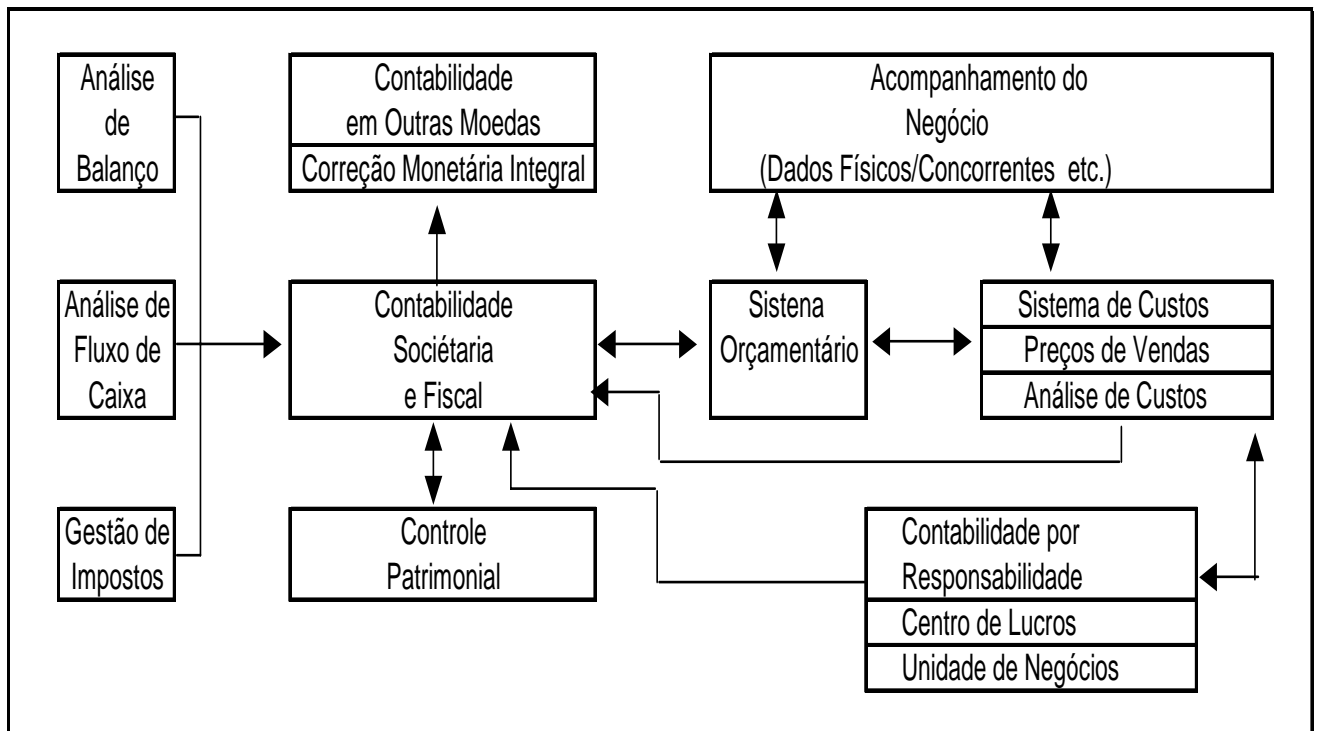 Análise
de
Balanço
Contabilidade
em Outras Moedas
Correção Monetária Integral
Acompanhamento do
Negócio
(Dados Físicos/Concorrentes etc.)
Análise de
Fluxo de
Caixa
Contabilidade
Sociétaria
e Fiscal
Sistena
Orçamentário
Sistema de Custos
Preços de Vendas
Análise de Custos
Gestão de
Impostos
Controle
Patrimonial
Contabilidade por
Responsabilidade
Centro de Lucros
Unidade de Negócios